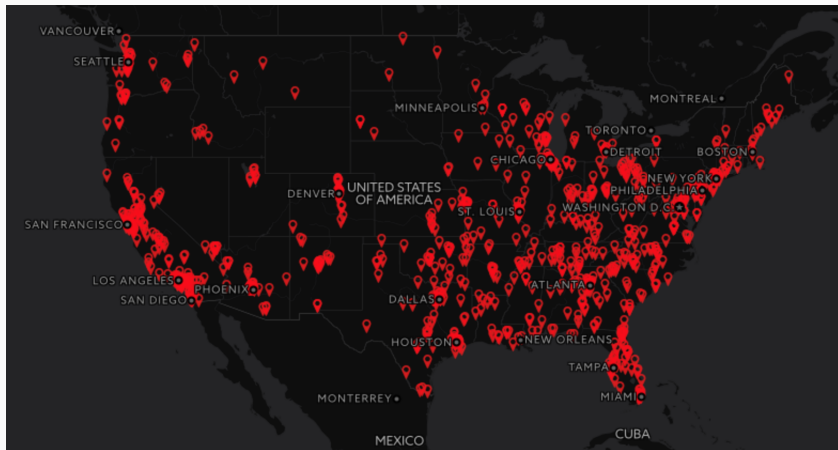 VANCOUVER
SEATTLE
MINNEAPOLIS
MONTREAL
TORONTO
CHICAGO
DETROIT
BOSTON
NEW YORK
DENVER
UNITED STATES
OF AMERICA
PHILADELPHIA
ST. LOUIS
WASHINGTON D.C.
SAN FRANCISCO
LOS ANGELES
PHOENIX
ATLANTA
SAN DIEGO
DALLAS
HOUSTON
NEW ORLEANS
TAMPA
MONTERREY
MIAMI
MEXICO
CUBA